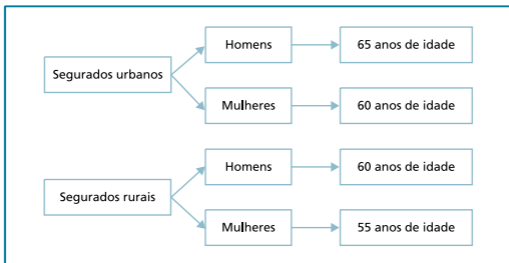 Segurados urbanos
Homens
65 anos de idade
Mulheres
60 anos de idade
Segurados rurais
Homens
60 anos de idade
Mulheres
55 anos de idade